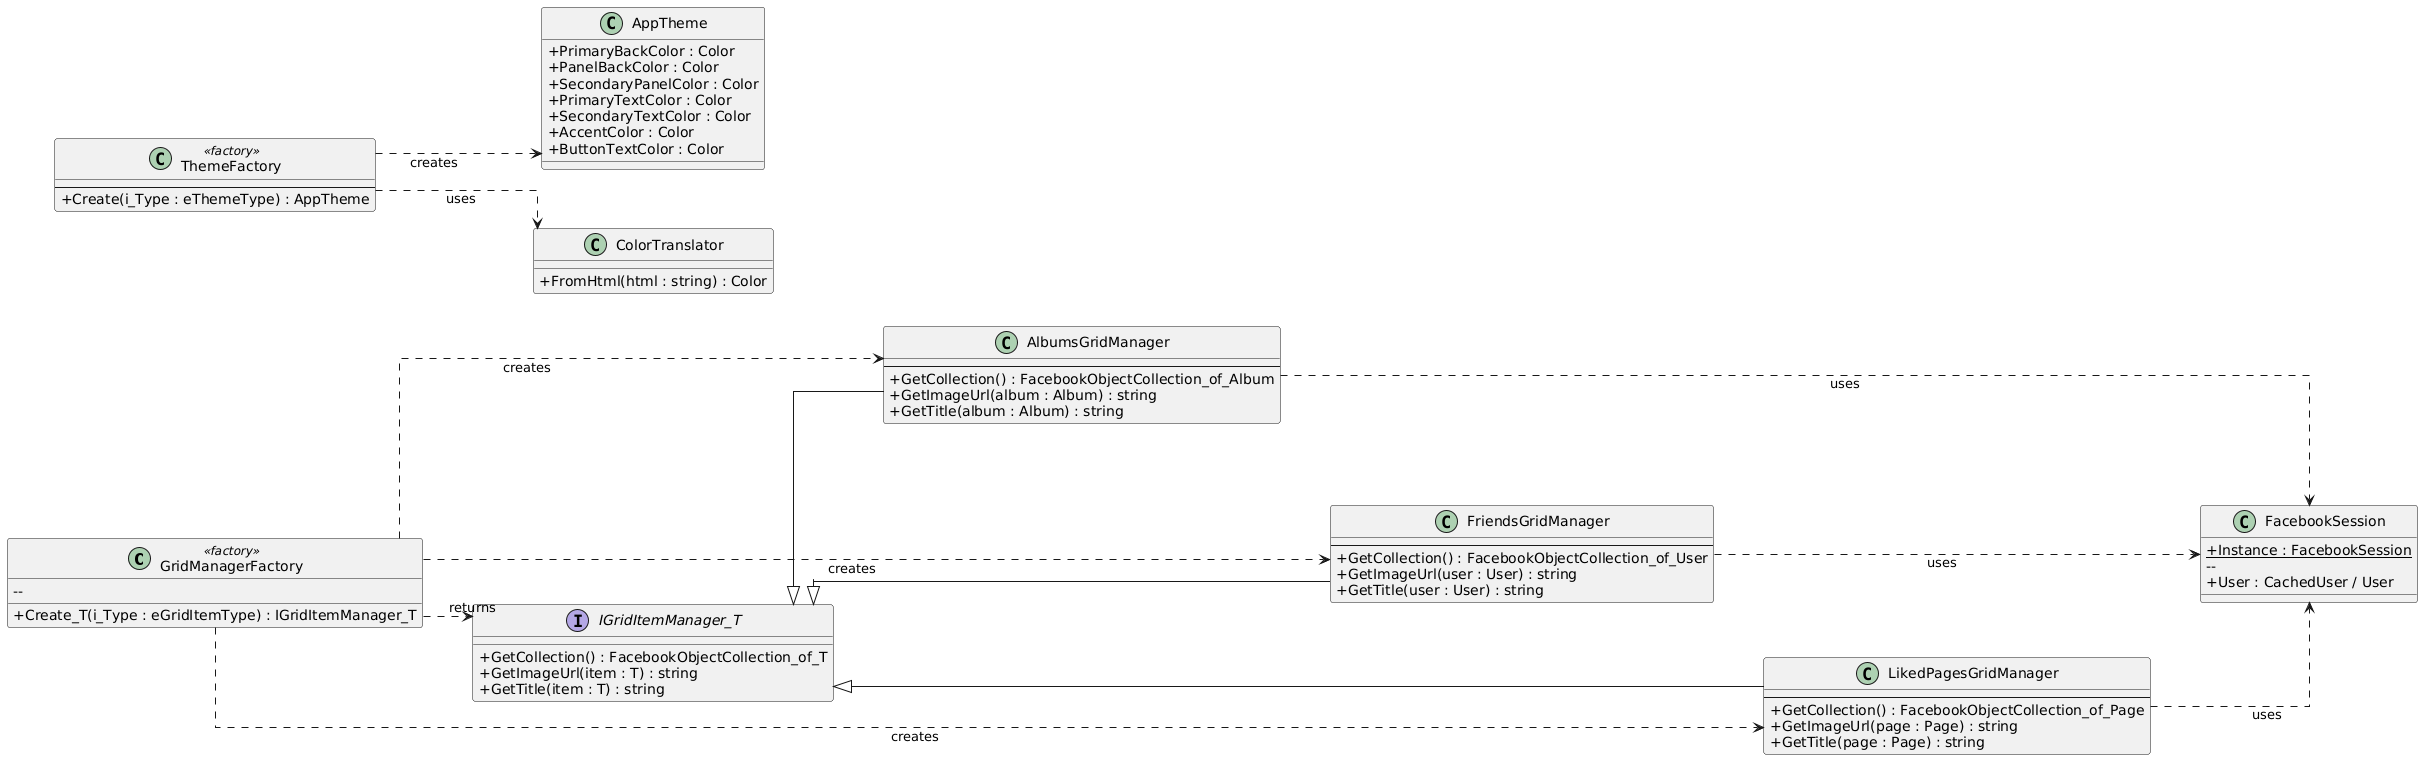 C AppTheme
+PrimaryBackColor : Color
+PanelBackColor : Color
+SecondaryPanelColor : Color
+PrimaryTextColor : Color
+SecondaryTextColor : Color
+AccentColor : Color
+ButtonTextColor : Color
«factory»
C ThemeFactory
+Create(i_Type : eThemeType) : AppTheme
creates
uses
C ColorTranslator
+FromHtml(html : string) : Color
C AlbumsGridManager
+GetCollection() : FacebookObjectCollection_of_Album
+GetImageUrl(album : Album) : string
+GetTitle(album : Album) : string
creates
uses
C FriendsGridManager
+GetCollection() : FacebookObjectCollection_of_User
+GetImageUrl(user : User) : string
+GetTitle(user : User) : string
creates
uses
C FacebookSession
+Instance : FacebookSession
--
+User : CachedUser / User
«factory»
C GridManagerFactory
--
+Create_T(i_Type : eGridItemType) : IGridItemManager_T
returns
I IGridItemManager_T
+GetCollection() : FacebookObjectCollection_of_T
+GetImageUrl(item : T) : string
+GetTitle(item : T) : string
C LikedPagesGridManager
+GetCollection() : FacebookObjectCollection_of_Page
+GetImageUrl(page : Page) : string
+GetTitle(page : Page) : string
creates
uses